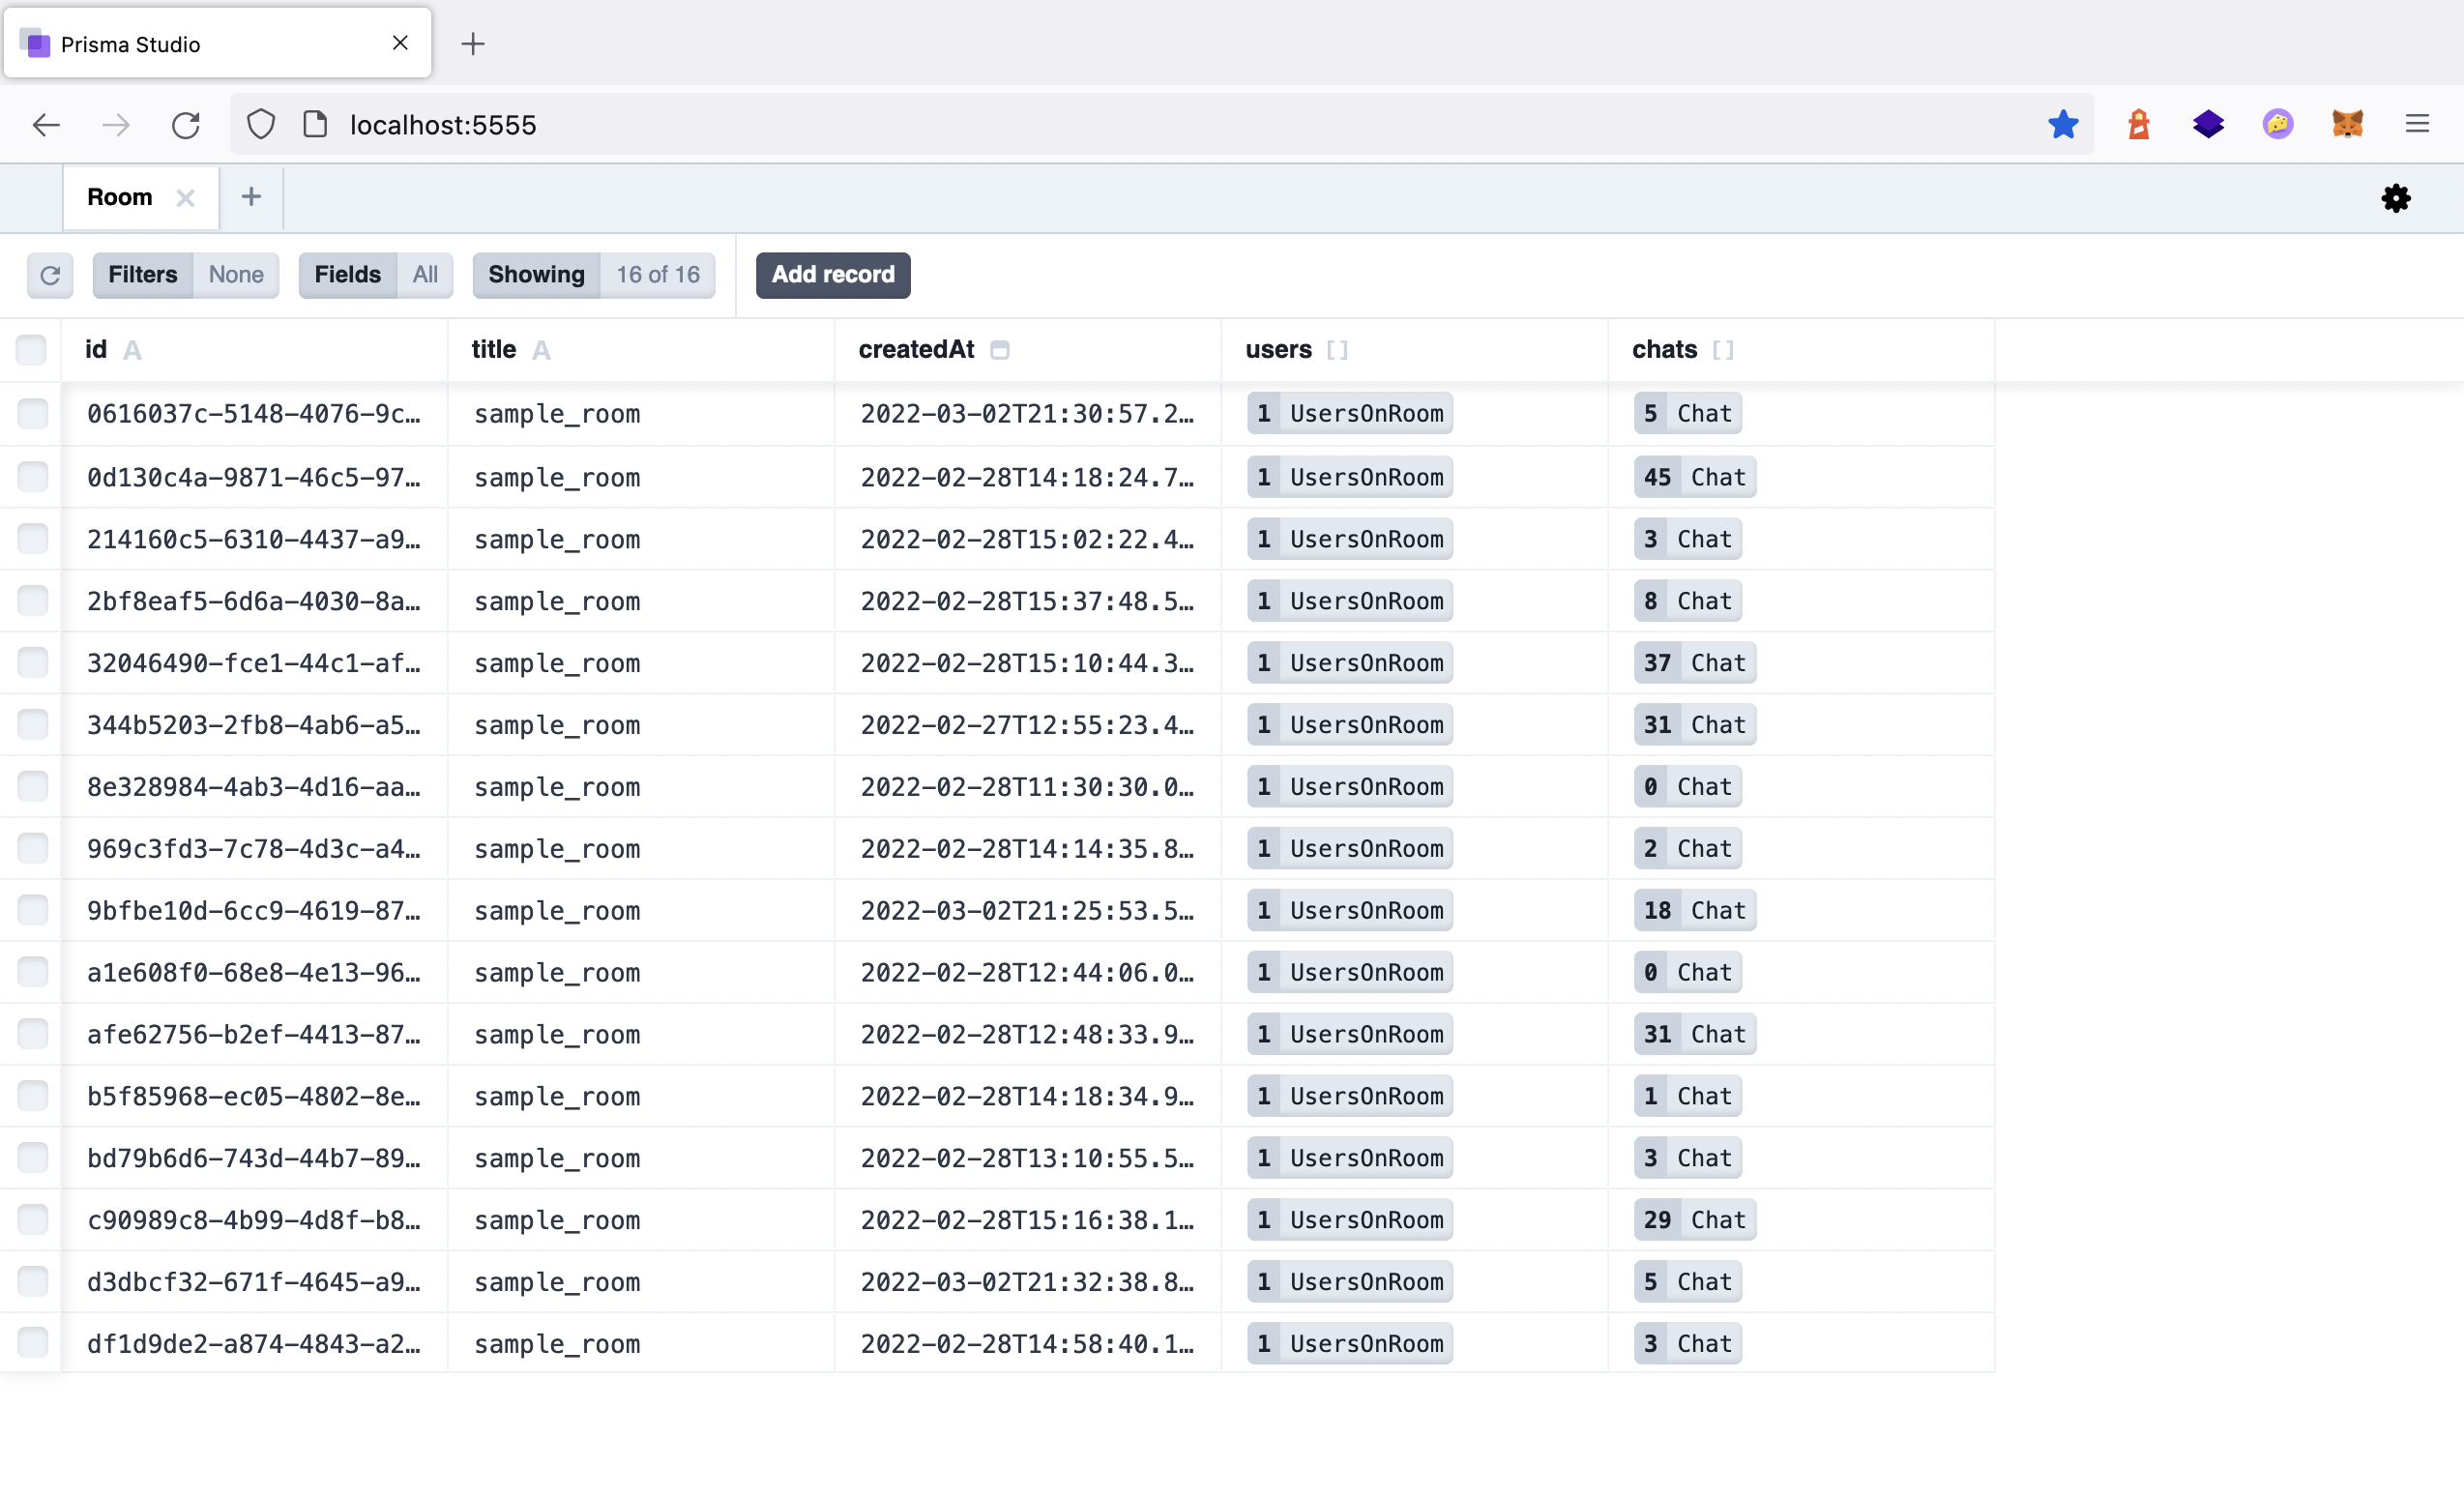 Prisma Studio
localhost:5555
Room
Filters None Fields All Showing 16 of 16 Add record
id A title A createdAt users [] chats []
0616037c-5148-4076-9c… sample_room 2022-03-02T21:30:57.2… 1 UsersOnRoom 5 Chat
0d130c4a-9871-46c5-97… sample_room 2022-02-28T14:18:24.7… 1 UsersOnRoom 45 Chat
214160c5-6310-4437-a9… sample_room 2022-02-28T15:02:22.4… 1 UsersOnRoom 3 Chat
2bf8eaf5-6d6a-4030-8a… sample_room 2022-02-28T15:37:48.5… 1 UsersOnRoom 8 Chat
32046490-fce1-44c1-af… sample_room 2022-02-28T15:10:44.3… 1 UsersOnRoom 37 Chat
344b5203-2fb8-4ab6-a5… sample_room 2022-02-27T12:55:23.4… 1 UsersOnRoom 31 Chat
8e328984-4ab3-4d16-aa… sample_room 2022-02-28T11:30:30.0… 1 UsersOnRoom 0 Chat
969c3fd3-7c78-4d3c-a4… sample_room 2022-02-28T14:14:35.8… 1 UsersOnRoom 2 Chat
9bfbe10d-6cc9-4619-87… sample_room 2022-03-02T21:25:53.5… 1 UsersOnRoom 18 Chat
a1e608f0-68e8-4e13-96… sample_room 2022-02-28T12:44:06.0… 1 UsersOnRoom 0 Chat
afe62756-b2ef-4413-87… sample_room 2022-02-28T12:48:33.9… 1 UsersOnRoom 31 Chat
b5f85968-ec05-4802-8e… sample_room 2022-02-28T14:18:34.9… 1 UsersOnRoom 1 Chat
bd79b6d6-743d-44b7-89… sample_room 2022-02-28T13:10:55.5… 1 UsersOnRoom 3 Chat
c90989c8-4b99-4d8f-b8… sample_room 2022-02-28T15:16:38.1… 1 UsersOnRoom 29 Chat
d3dbcf32-671f-4645-a9… sample_room 2022-03-02T21:32:38.8… 1 UsersOnRoom 5 Chat
df1d9de2-a874-4843-a2… sample_room 2022-02-28T14:58:40.1… 1 UsersOnRoom 3 Chat